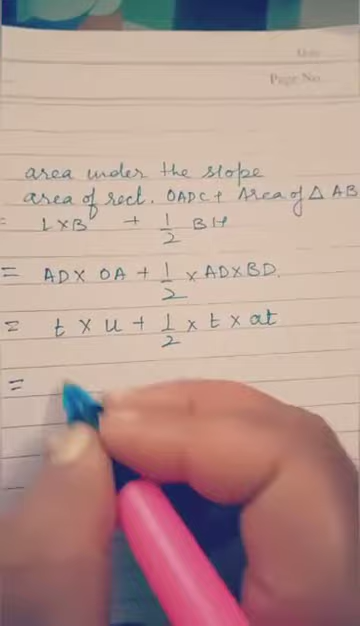 Date
Page No.
area under the slope
area of rect. OADC + Area of △ AB
= L×B + 1/2 BH
= AD× OA + 1/2 × AD×BD.
= t × u + 1/2 × t × at
=